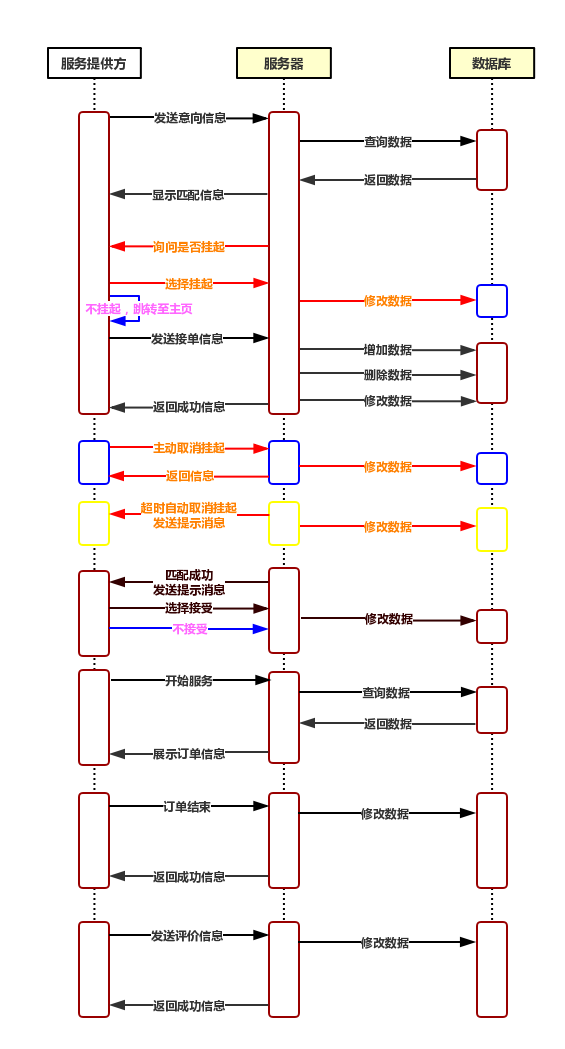 服务提供方
服务器
数据库
发送意向信息
查询数据
返回数据
显示匹配信息
询问是否挂起
选择挂起
修改数据
不挂起，跳转至主页
发送接单信息
增加数据
删除数据
修改数据
返回成功信息
主动取消挂起
修改数据
返回信息
超时自动取消挂起
发送提示消息
修改数据
匹配成功
发送提示消息
选择接受
修改数据
不接受
开始服务
查询数据
返回数据
展示订单信息
订单结束
修改数据
返回成功信息
发送评价信息
修改数据
返回成功信息